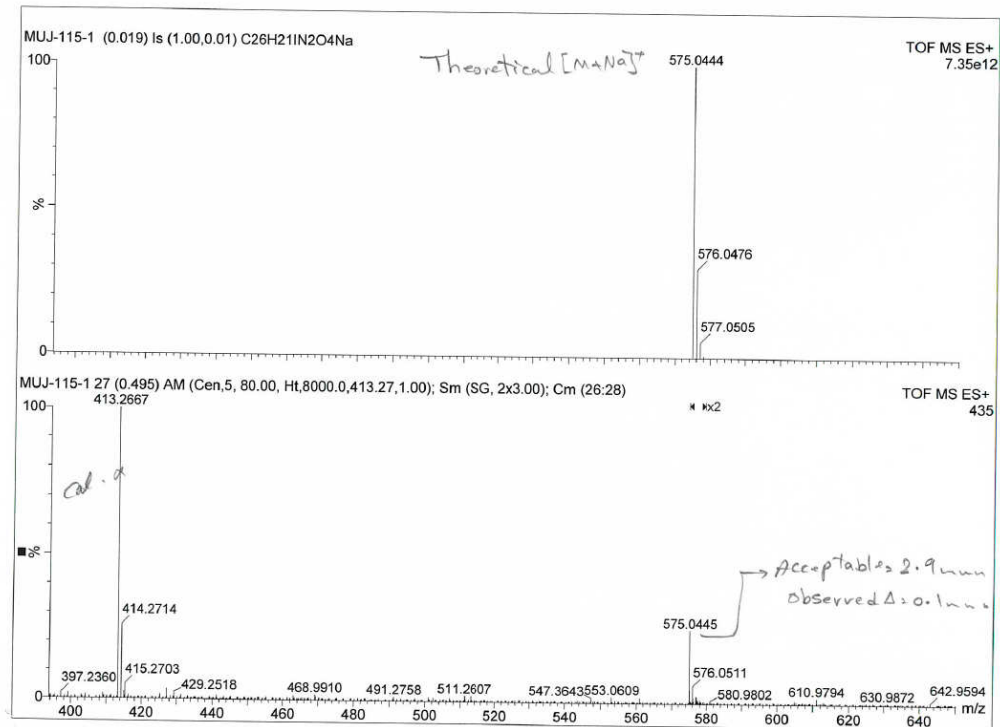 MUJ-115-1 (0.019) Is (1.00,0.01) C26H21IN2O4Na
TOF MS ES+
7.35e12
Theoretical [M+Na]+
100
575.0444
%
576.0476
577.0505
0
MUJ-115-1 27 (0.495) AM (Cen,5, 80.00, Ht,8000.0,413.27,1.00); Sm (SG, 2x3.00); Cm (26:28)
TOF MS ES+
435
100
413.2667
x2
Cal.
%
Acceptable
Observed Δ
414.2714
575.0445
415.2703
576.0511
397.2360
429.2518
468.9910
491.2758
511.2607
547.3643
553.0609
580.9802
610.9794
630.9872
642.9594
0
400 420 440 460 480 500 520 540 560 580 600 620 640
m/z